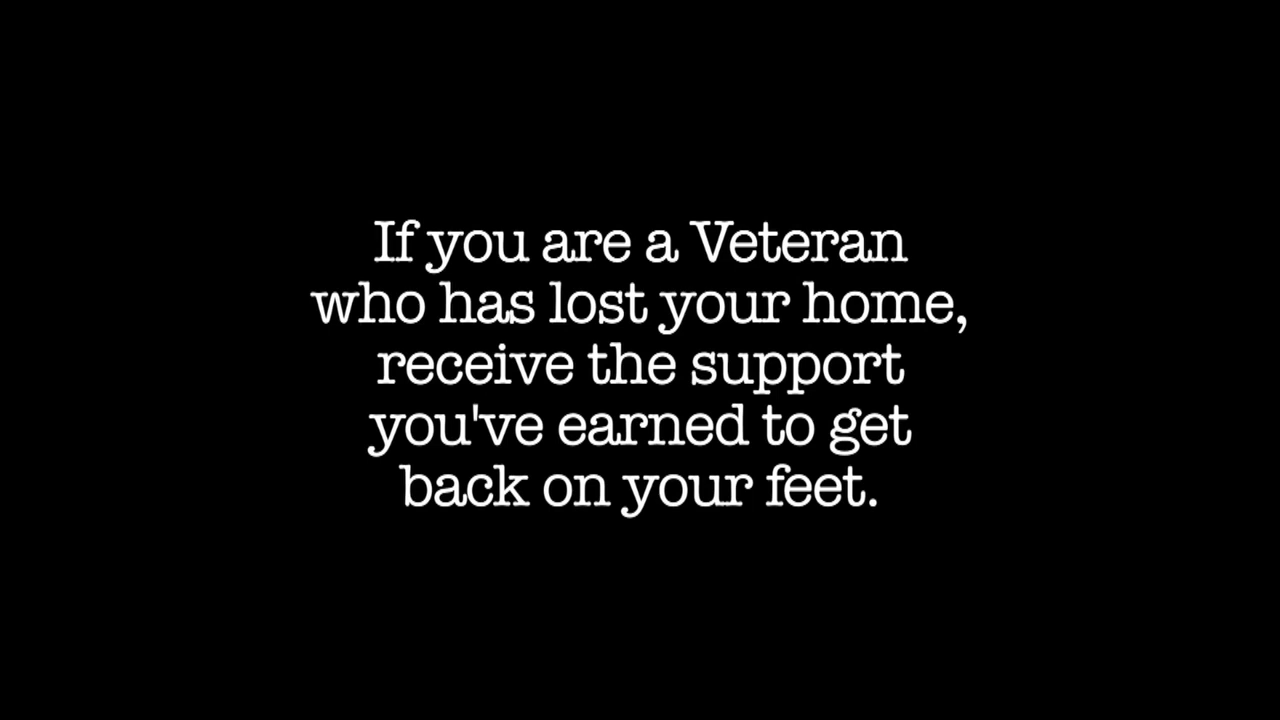 If you are a Veteran
who has lost your home,
receive the support
you've earned to get
back on your feet.